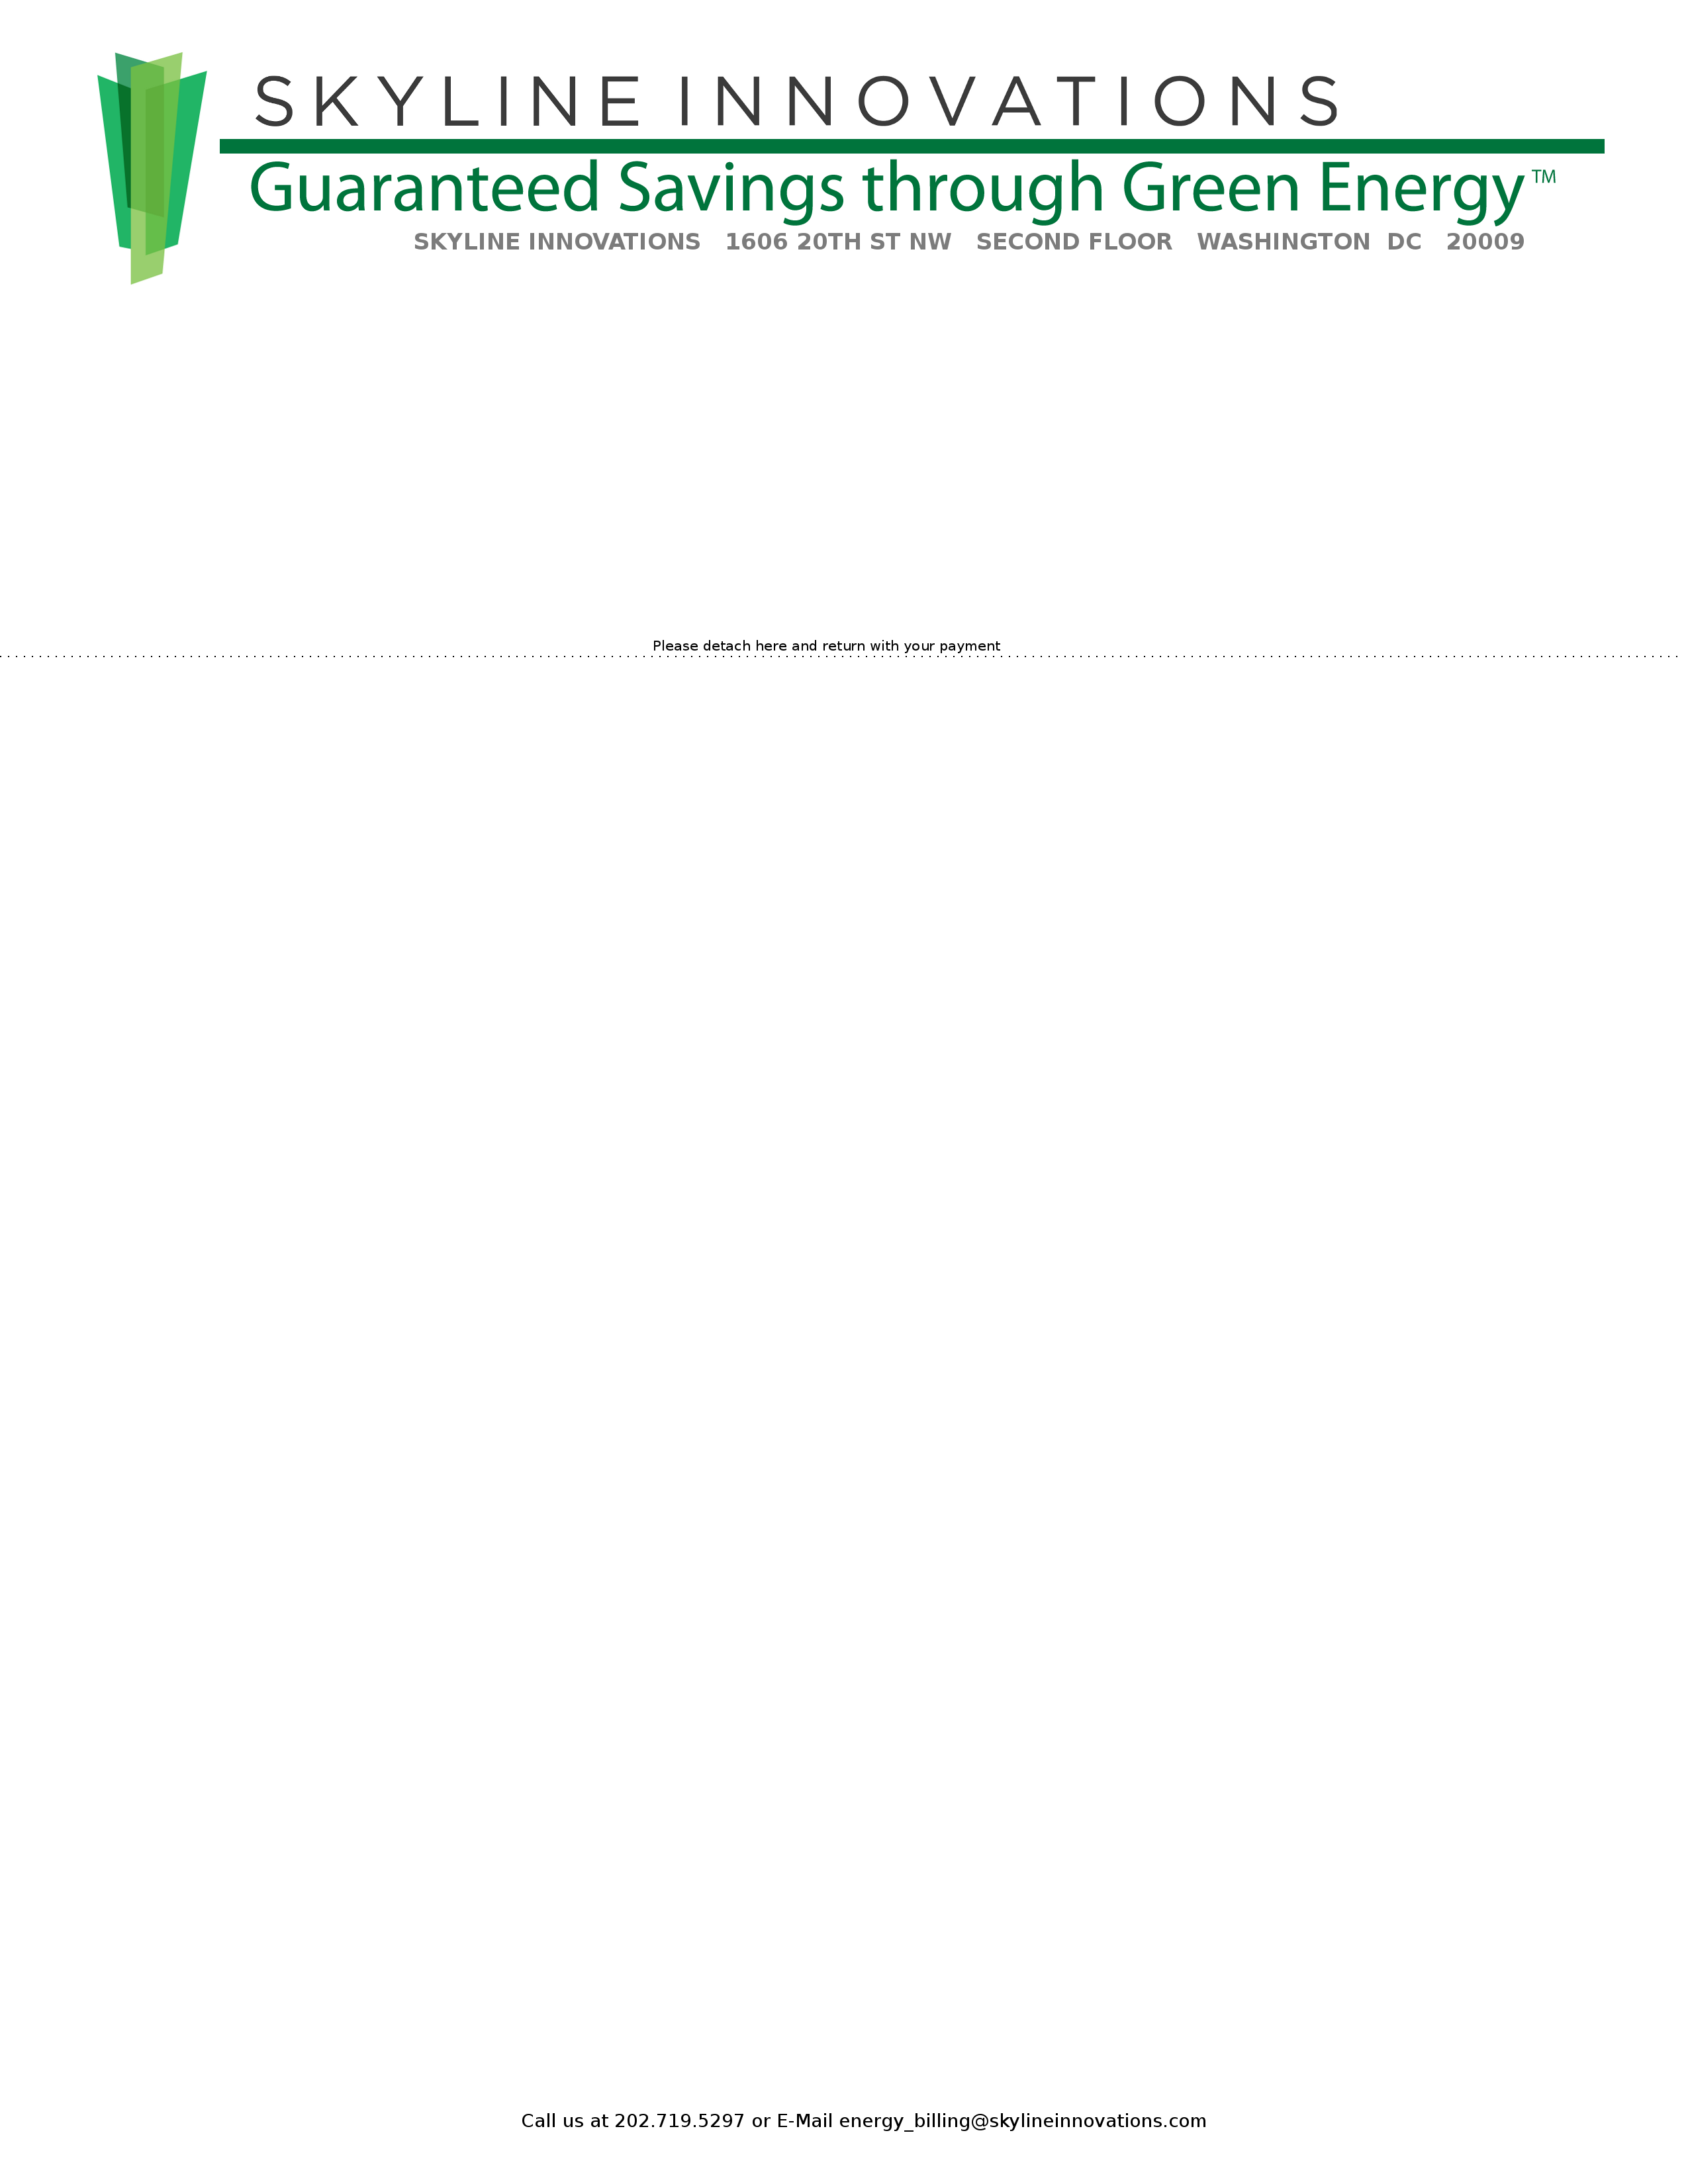 SKYLINE INNOVATIONS
Guaranteed Savings through Green Energy™
SKYLINE INNOVATIONS 1606 20TH ST NW SECOND FLOOR WASHINGTON DC 20009
Please detach here and return with your payment
Call us at 202.719.5297 or E-Mail energy_billing@skylineinnovations.com